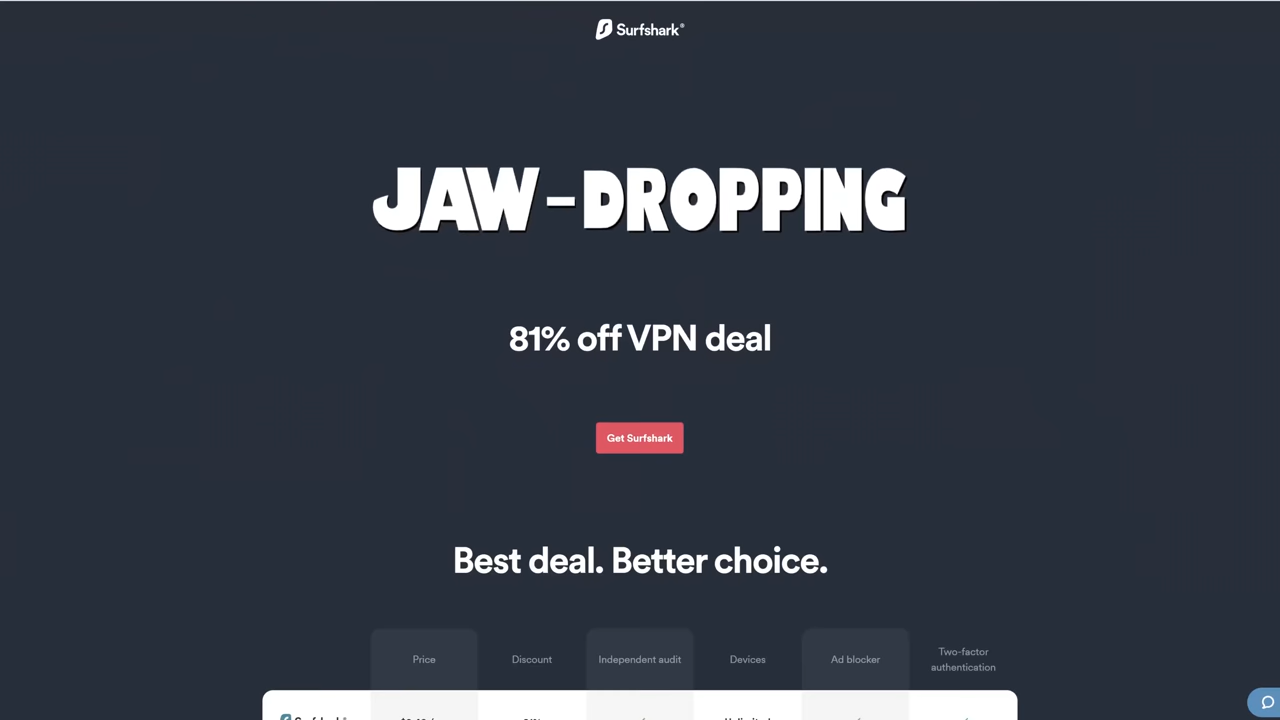 Surfshark®
JAW-DROPPING
81% off VPN deal
Get Surfshark
Best deal. Better choice.
Price
Discount
Independent audit
Devices
Ad blocker
Two-factor
authentication
Surfshark®